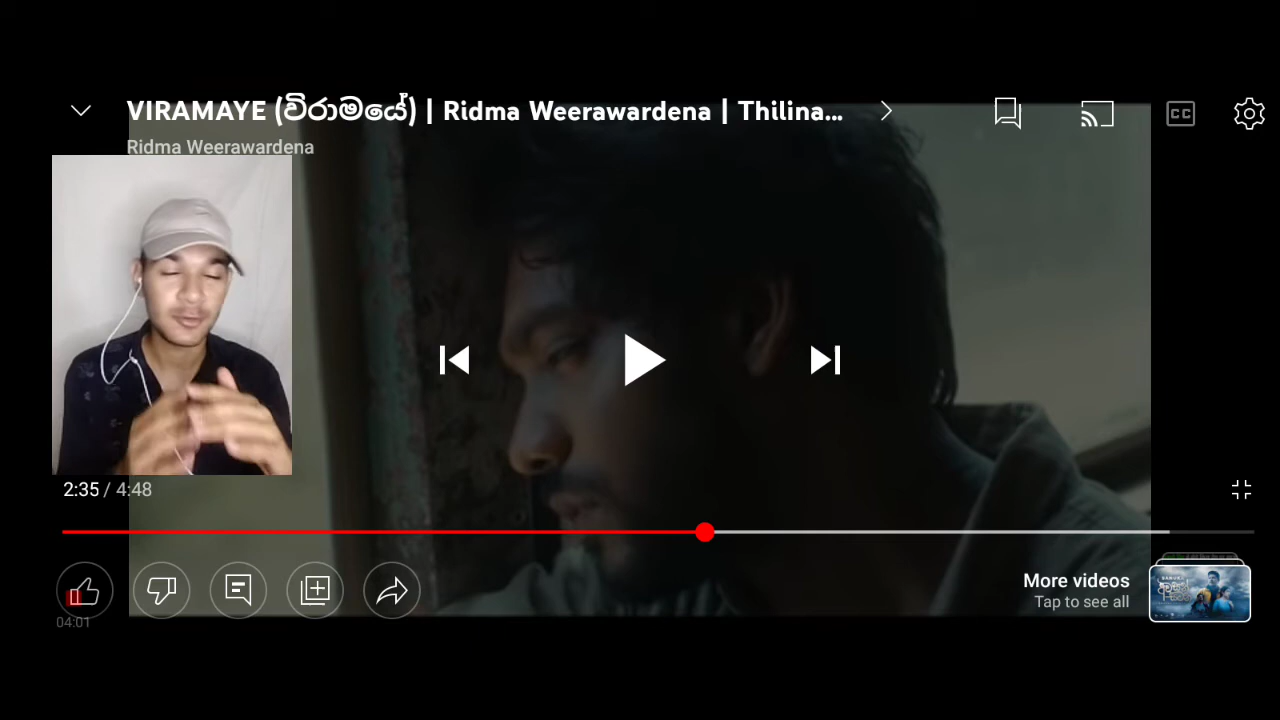 VIRAMAYE (විරාමයේ) | Ridma Weerawardena | Thilina...
Ridma Weerawardena
CC
2:35 / 4:48
More videos
Tap to see all
04:01